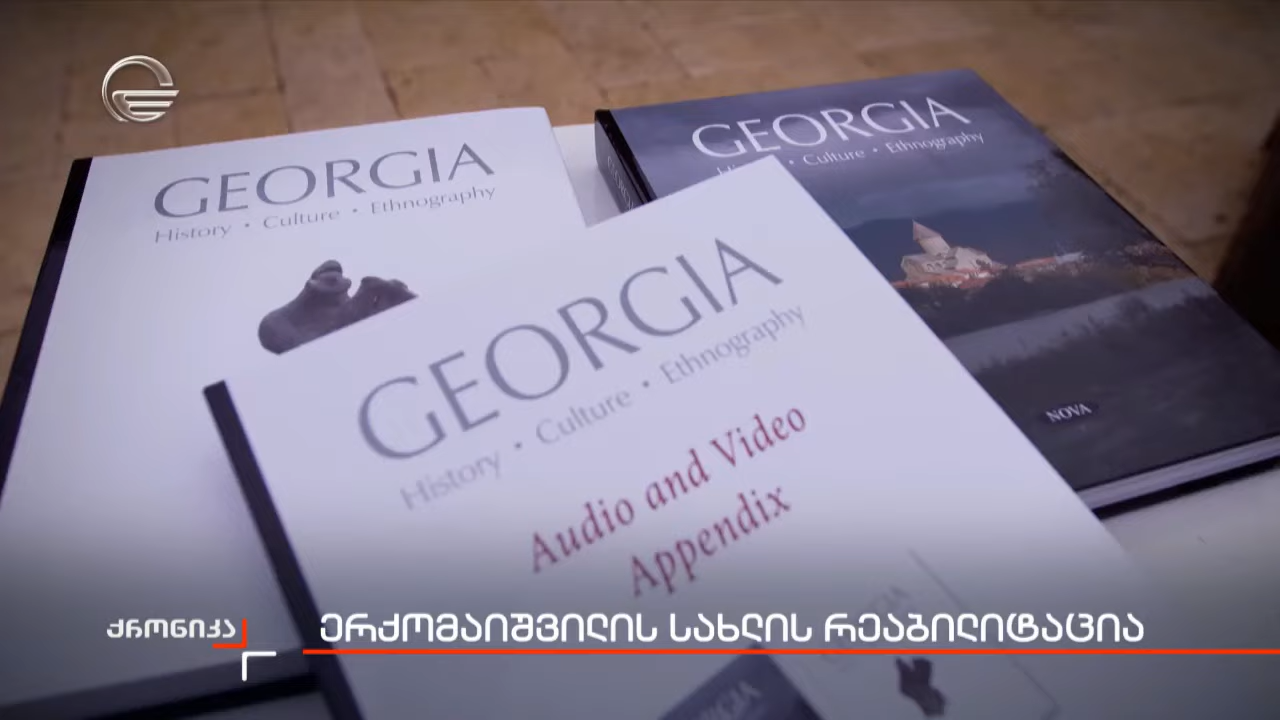 GEORGIA
History • Culture • Ethnography
GEORGIA
• Culture • Ethnography
NOVA
GEORGIA
History • Culture • Ethnography
Audio and Video
Appendix
ქრონიკა
ერქომაიშვილის სახლის რეაბილიტაცია